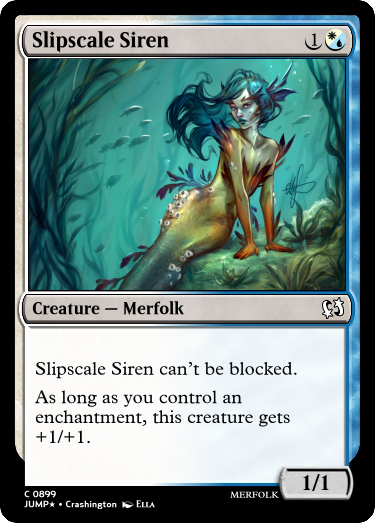 Slipscale Siren 1
Creature — Merfolk
Slipscale Siren can't be blocked.
As long as you control an
enchantment, this creature gets
+1/+1.
1/1
C 0899 MERFOLK
JUMP★ • Crashington ELLA